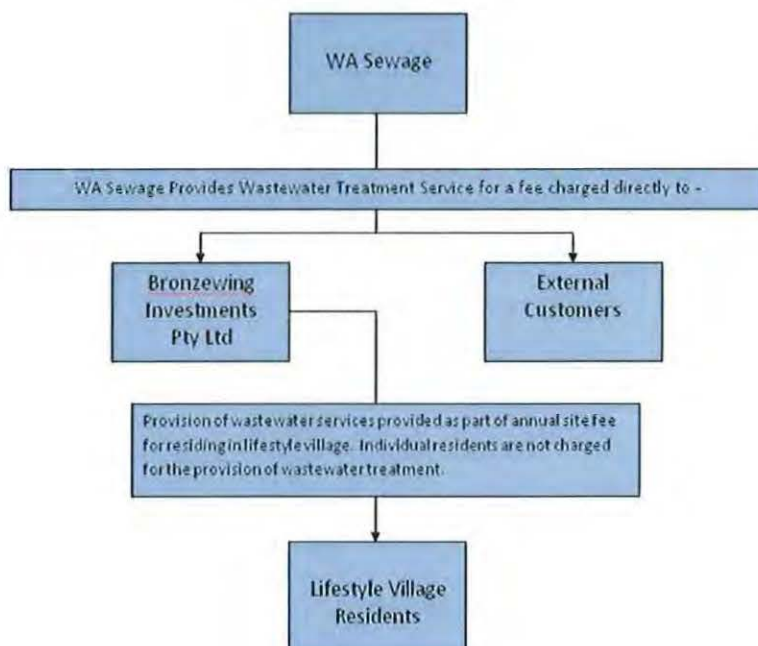 WA Sewage
WA Sewage Provides Wastewater Treatment Service for a fee charged directly to -
Bronzewing
Investments
Pty Ltd
External
Customers
Provision of wastewater services provided as part of annual site fee
for residing in lifestyle village. Individual residents are not charged
for the provision of wastewater treatment.
Lifestyle Village
Residents